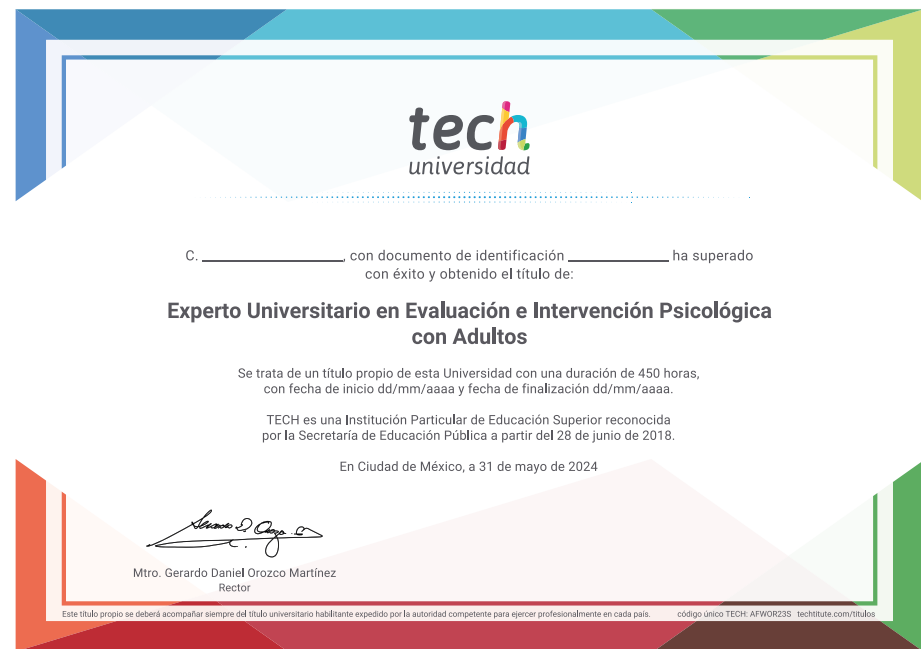 tech
universidad
C. ____________, con documento de identificación ____________ ha superado
con éxito y obtenido el título de:
Experto Universitario en Evaluación e Intervención Psicológica
con Adultos
Se trata de un título propio de esta Universidad con una duración de 450 horas,
con fecha de inicio dd/mm/aaaa y fecha de finalización dd/mm/aaaa.
TECH es una Institución Particular de Educación Superior reconocida
por la Secretaría de Educación Pública a partir del 28 de junio de 2018.
En Ciudad de México, a 31 de mayo de 2024
Mtro. Gerardo Daniel Orozco Martínez
Rector
Este título propio se deberá acompañar siempre del título universitario habilitante expedido por la autoridad competente para ejercer profesionalmente en cada país. código único TECH: AFWOR23S techtitute.com/titulos